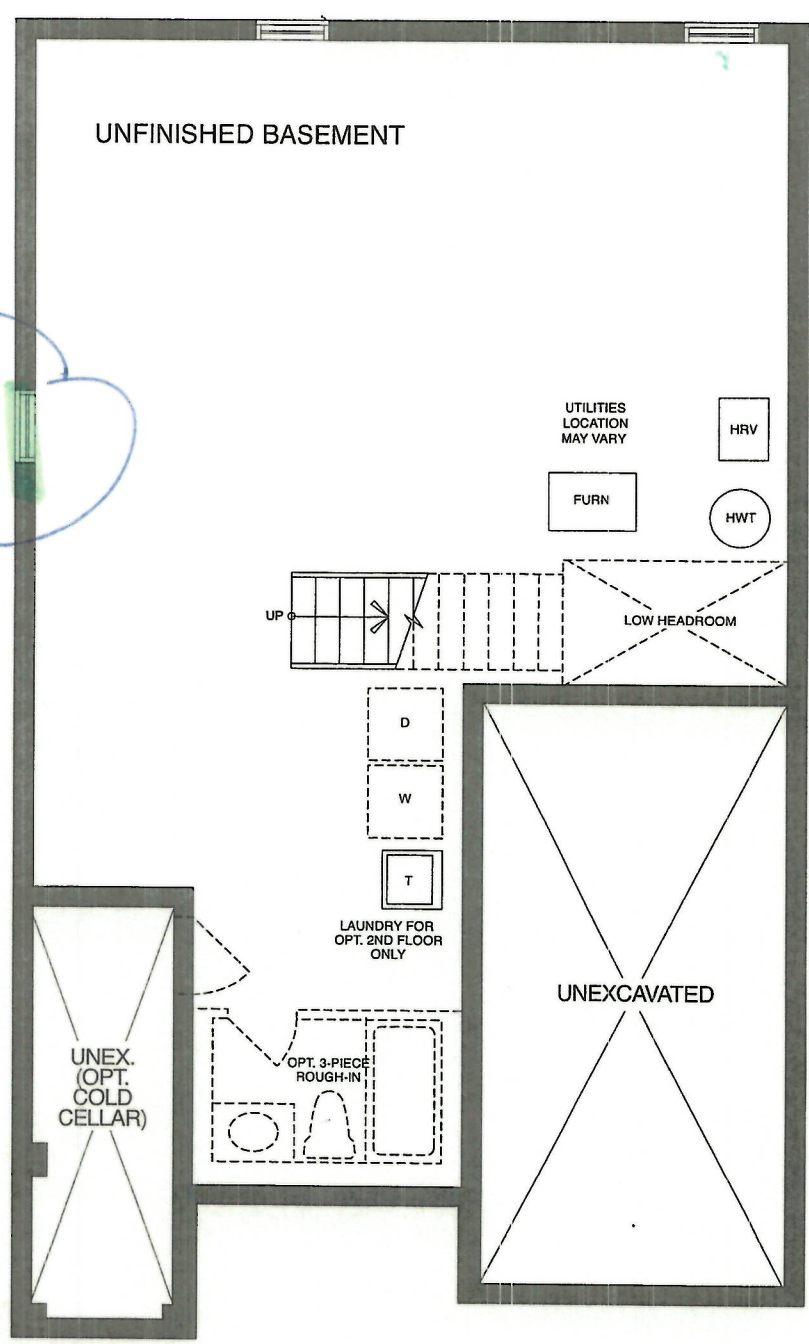 UNFINISHED BASEMENT
UTILITIES
LOCATION
MAY VARY
HRV
FURN
HWT
UP
LOW HEADROOM
D
W
T
LAUNDRY FOR
OPT. 2ND FLOOR
ONLY
UNEXCAVATED
UNEX.
(OPT.
COLD
CELLAR)
OPT. 3-PIECE
ROUGH-IN